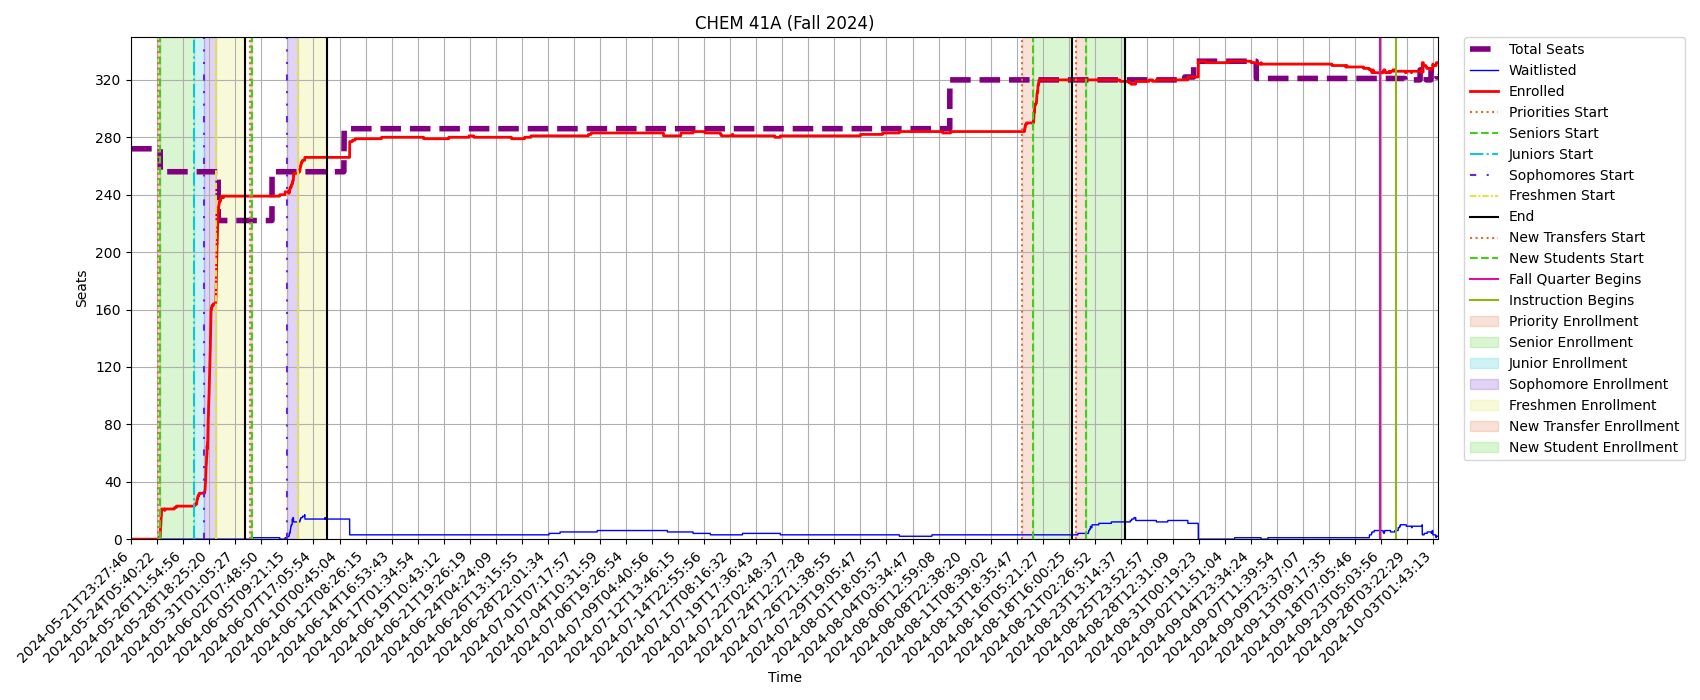 CHEM 41A (Fall 2024)
Seats
320
280
240
200
160
120
80
40
0
2024-05-21T23:27:46
2024-05-24T05:40:22
2024-05-26T11:54:56
2024-05-28T18:25:20
2024-05-31T01:05:27
2024-06-02T07:48:50
2024-06-05T09:21:15
2024-06-07T17:05:54
2024-06-10T00:45:04
2024-06-12T08:26:15
2024-06-14T16:53:43
2024-06-17T01:34:54
2024-06-19T10:43:12
2024-06-21T19:26:19
2024-06-24T04:24:09
2024-06-26T13:15:55
2024-06-28T22:01:34
2024-07-01T07:17:57
2024-07-04T10:31:59
2024-07-06T19:26:54
2024-07-09T04:40:56
2024-07-12T13:46:15
2024-07-14T22:55:56
2024-07-17T08:16:32
2024-07-19T17:36:43
2024-07-22T02:48:37
2024-07-24T12:27:28
2024-07-26T21:38:55
2024-07-29T19:05:47
2024-08-01T18:05:57
2024-08-04T03:34:47
2024-08-06T12:59:08
2024-08-08T22:38:20
2024-08-11T08:39:02
2024-08-13T18:35:47
2024-08-16T05:21:27
2024-08-18T16:00:25
2024-08-21T02:26:52
2024-08-23T13:14:37
2024-08-25T23:52:57
2024-08-28T12:31:09
2024-08-31T00:19:23
2024-09-02T11:51:04
2024-09-04T23:34:24
2024-09-07T11:39:54
2024-09-09T23:37:07
2024-09-13T09:17:35
2024-09-18T07:05:46
2024-09-23T05:03:56
2024-09-28T03:22:29
2024-10-03T01:43:13
Time
Total Seats
Waitlisted
Enrolled
Priorities Start
Seniors Start
Juniors Start
Sophomores Start
Freshmen Start
End
New Transfers Start
New Students Start
Fall Quarter Begins
Instruction Begins
Priority Enrollment
Senior Enrollment
Junior Enrollment
Sophomore Enrollment
Freshmen Enrollment
New Transfer Enrollment
New Student Enrollment